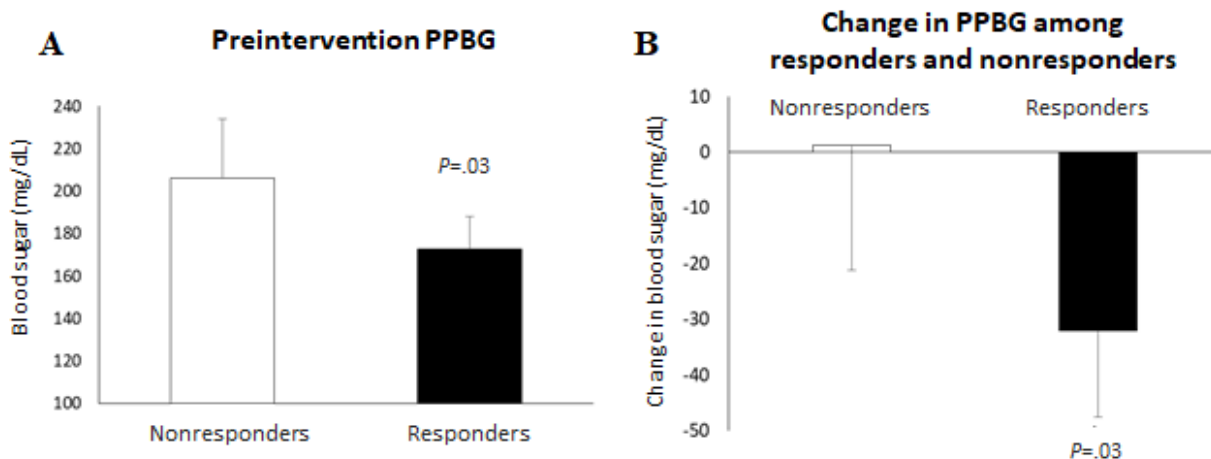 A
Preintervention PPBG
Blood sugar (mg/dL)
240
220
200
180
160
140
120
100
P=.03
Nonresponders
Responders
B
Change in PPBG among
responders and nonresponders
Change in blood sugar (mg/dL)
10
0
-10
-20
-30
-40
-50
Nonresponders
Responders
P=.03